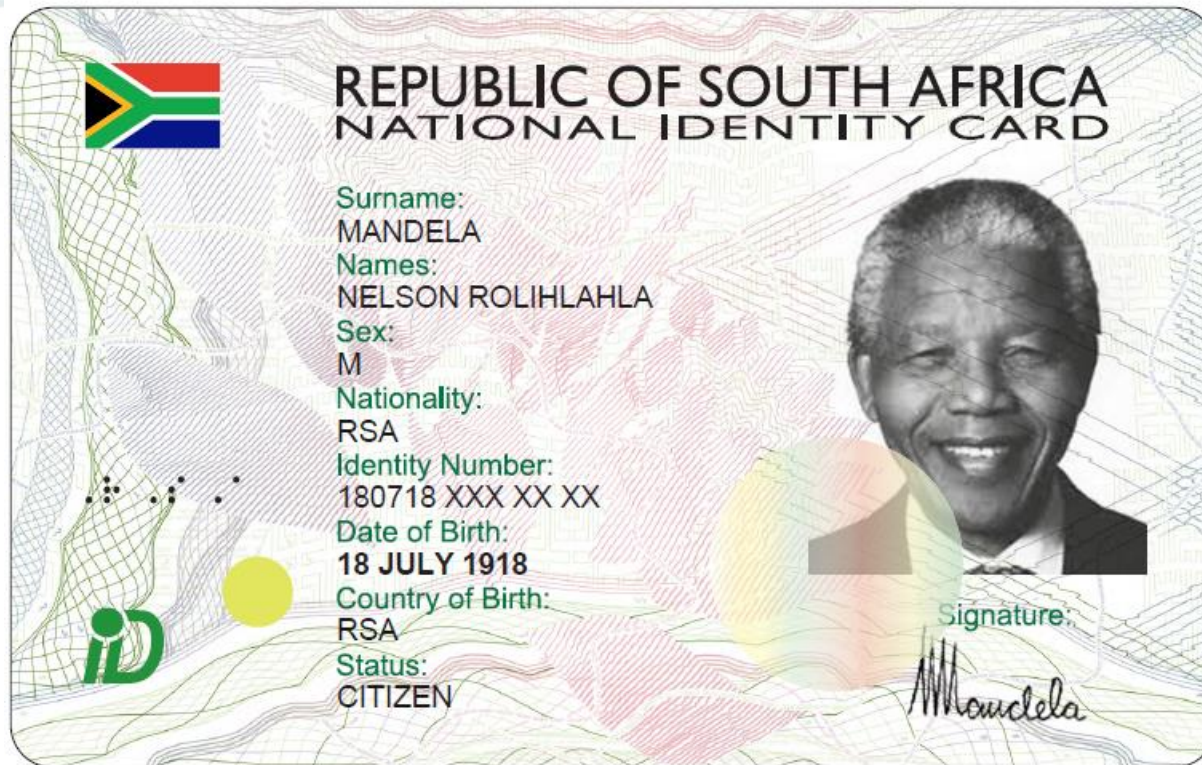 REPUBLIC OF SOUTH AFRICA
NATIONAL IDENTITY CARD
Surname:
MANDELA
Names:
NELSON ROLIHLAHLA
Sex:
M
Nationality:
RSA
Identity Number:
180718 XXX XX XX
Date of Birth:
18 JULY 1918
Country of Birth:
RSA
Status:
CITIZEN
Signature:
Mandela
iD